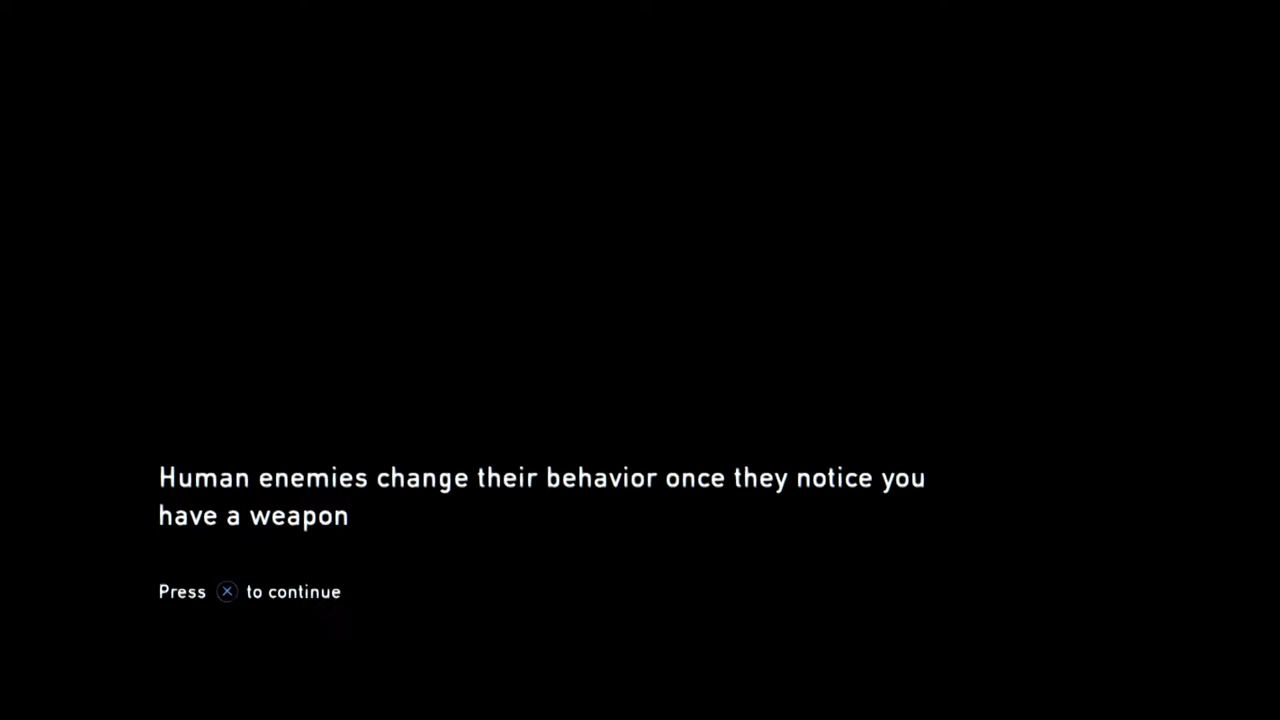 Human enemies change their behavior once they notice you
have a weapon
Press ⓧ to continue